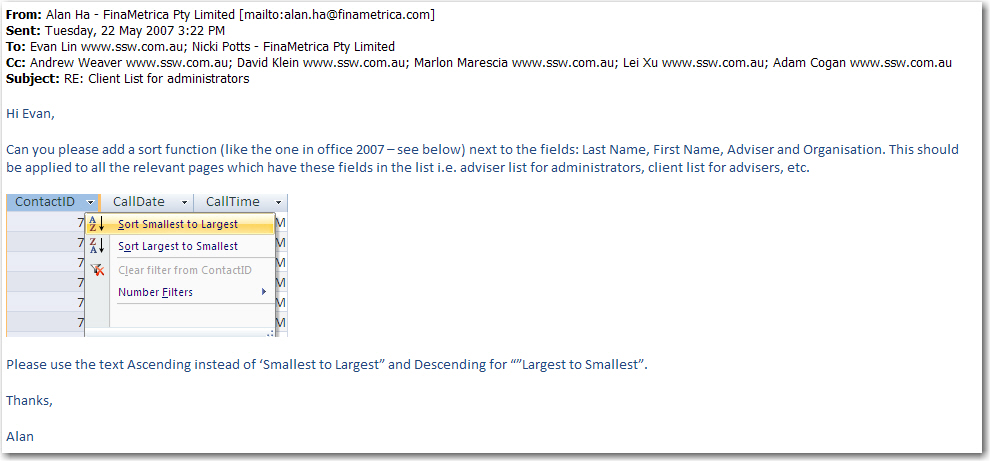 From: Alan Ha - FinaMetrica Pty Limited [mailto:alan.ha@finametrica.com]
Sent: Tuesday, 22 May 2007 3:22 PM
To: Evan Lin www.ssw.com.au; Nicki Potts - FinaMetrica Pty Limited
Cc: Andrew Weaver www.ssw.com.au; David Klein www.ssw.com.au; Marlon Marescia www.ssw.com.au; Lei Xu www.ssw.com.au; Adam Cogan www.ssw.com.au
Subject: RE: Client List for administrators
Hi Evan,
Can you please add a sort function (like the one in office 2007 – see below) next to the fields: Last Name, First Name, Adviser and Organisation. This should
be applied to all the relevant pages which have these fields in the list i.e. adviser list for administrators, client list for advisers, etc.
ContactID CallDate CallTime
7 Sort Smallest to Largest M
7 Sort Largest to Smallest M
7 Clear filter from ContactID M
7 Number Filters M
7 M
7 M
Please use the text Ascending instead of ‘Smallest to Largest” and Descending for “”Largest to Smallest”.
Thanks,
Alan